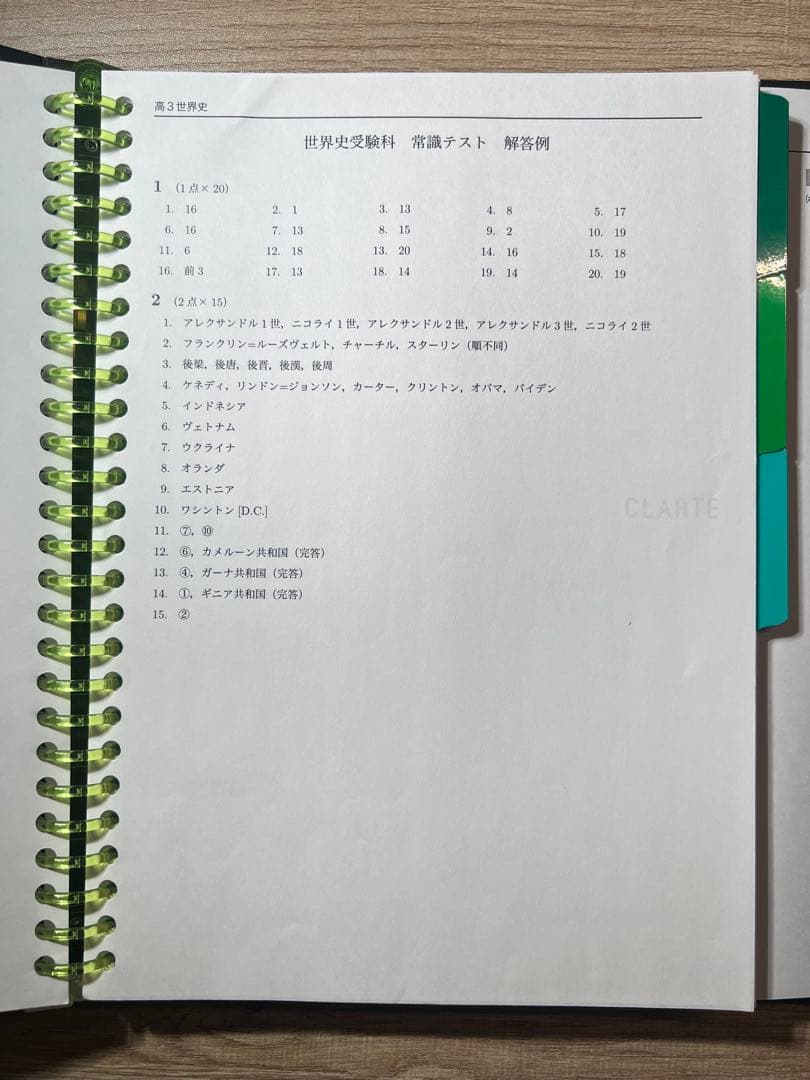 高3世界史
世界史受験科 常識テスト 解答例
1 (1点×20)
1. 16 2. 1 3. 13 4. 8 5. 17
6. 16 7. 13 8. 15 9. 2 10. 19
11. 6 12. 18 13. 20 14. 16 15. 18
16. 前3 17. 13 18. 14 19. 14 20. 19
2 (2点×15)
1. アレクサンドル1世, ニコライ1世, アレクサンドル2世, アレクサンドル3世, ニコライ2世
2. フランクリン=ルーズヴェルト, チャーチル, スターリン(順不同)
3. 後梁, 後唐, 後晋, 後漢, 後周
4. ケネディ, リンドン=ジョンソン, カーター, クリントン, オバマ, バイデン
5. インドネシア
6. ヴェトナム
7. ウクライナ
8. オランダ
9. エストニア
10. ワシントン [D.C.]
11. ⑦, ⑩
12. ⑥, カメルーン共和国(完答)
13. ④, ガーナ共和国(完答)
14. ①, ギニア共和国(完答)
15. ②
CLARTE